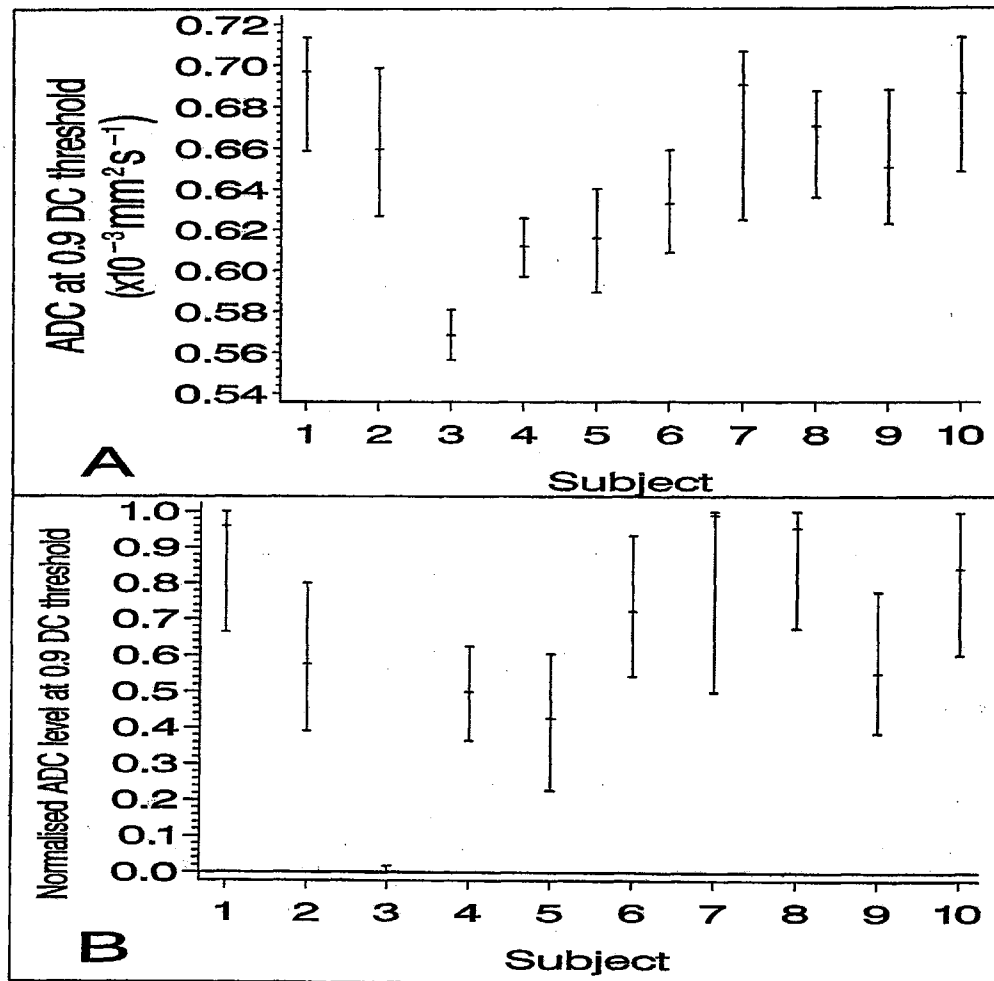 ADC at 0.9 DC threshold
(x10⁻³mm²s⁻¹)
0.72
0.70
0.68
0.66
0.64
0.62
0.60
0.58
0.56
0.54
1 2 3 4 5 6 7 8 9 10
Subject
A
Normalised ADC level at 0.9 DC threshold
1.0
0.9
0.8
0.7
0.6
0.5
0.4
0.3
0.2
0.1
0.0
1 2 3 4 5 6 7 8 9 10
Subject
B